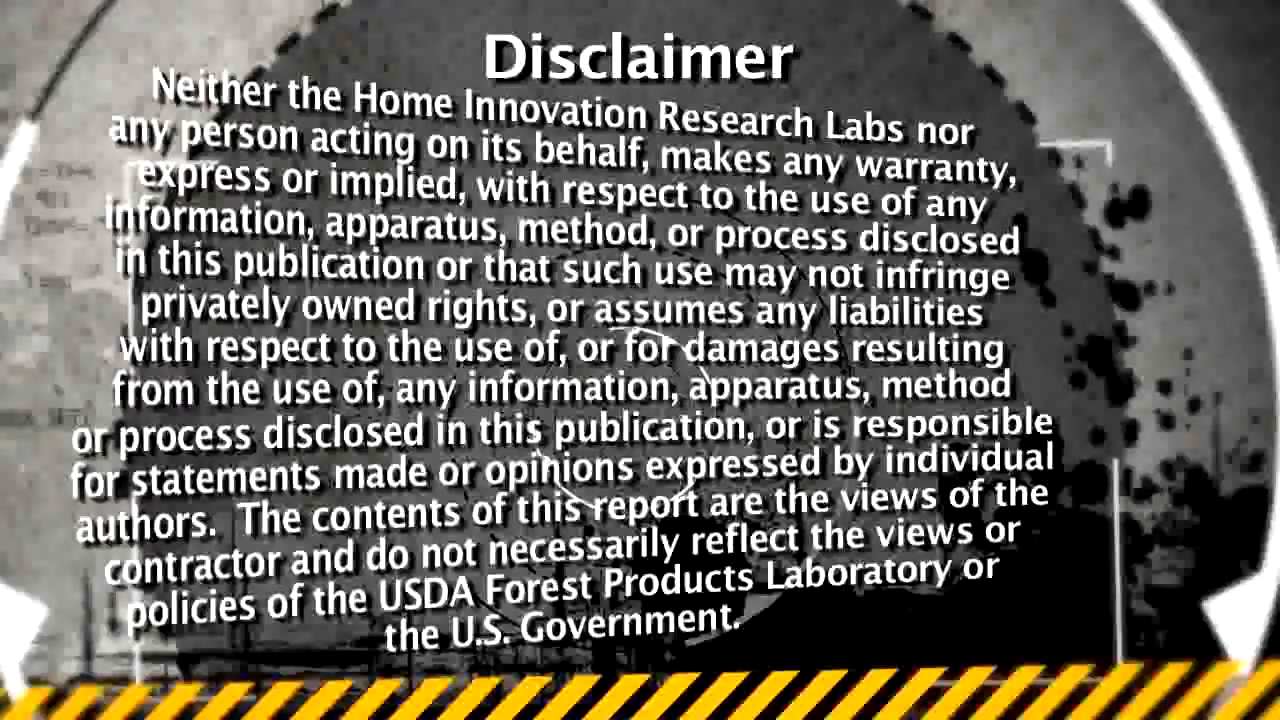 Disclaimer
Neither the Home Innovation Research Labs nor
any person acting on its behalf, makes any warranty,
express or implied, with respect to the use of any
information, apparatus, method, or process disclosed
in this publication or that such use may not infringe
privately owned rights, or assumes any liabilities
with respect to the use of, or for damages resulting
from the use of, any information, apparatus, method
or process disclosed in this publication, or is responsible
for statements made or opinions expressed by individual
authors.  The contents of this report are the views of the
contractor and do not necessarily reflect the views or
policies of the USDA Forest Products Laboratory or
the U.S. Government.